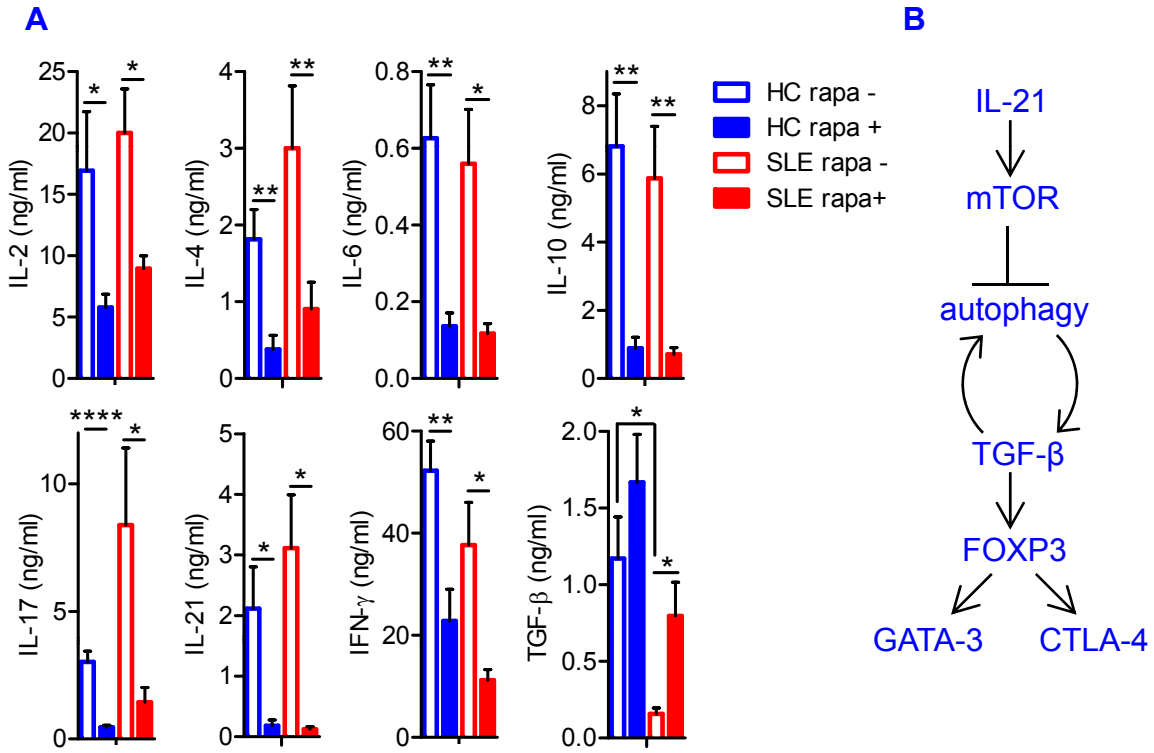 A
B
25
20
15
10
5
0
IL-2 (ng/ml)
*
*
4
3
2
1
0
IL-4 (ng/ml)
**
**
0.8
0.6
0.4
0.2
0.0
IL-6 (ng/ml)
**
*
8
6
4
2
0
IL-10 (ng/ml)
**
**
HC rapa -
HC rapa +
SLE rapa -
SLE rapa+
10
5
0
IL-17 (ng/ml)
****
*
5
4
3
2
1
0
IL-21 (ng/ml)
*
*
60
40
20
0
IFN-γ (ng/ml)
**
*
2.0
1.5
1.0
0.5
0.0
TGF-β (ng/ml)
*
*
IL-21
mTOR
autophagy
TGF-β
FOXP3
GATA-3 CTLA-4